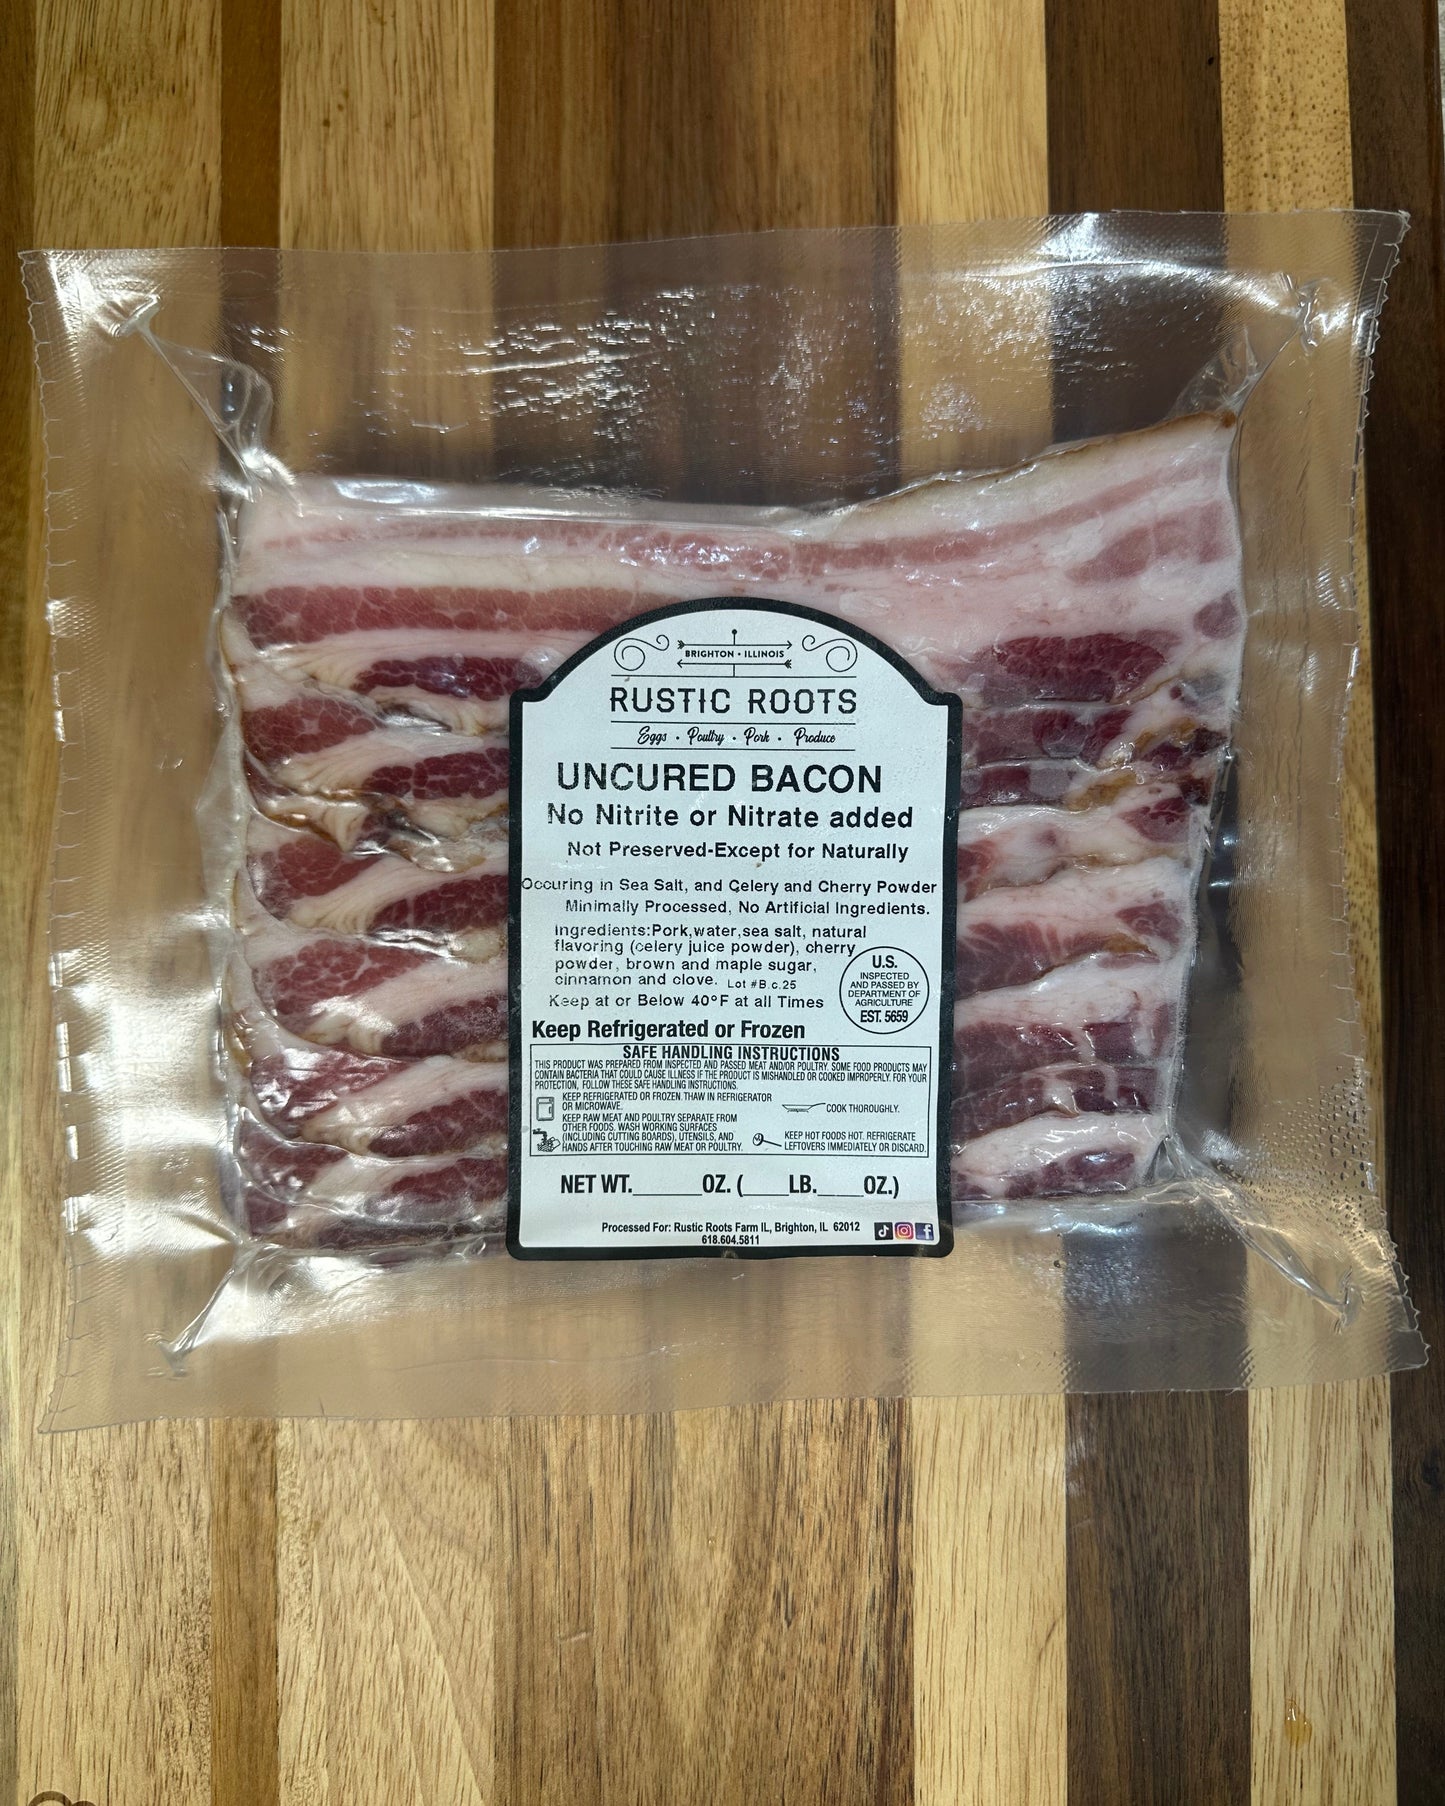 BRIGHTON • ILLINOIS
RUSTIC ROOTS
Eggs • Poultry • Pork • Produce
UNCURED BACON
No Nitrite or Nitrate added
Not Preserved-Except for Naturally
Occuring in Sea Salt, and Celery and Cherry Powder
Minimally Processed, No Artificial Ingredients.
Ingredients:Pork,water,sea salt, natural
flavoring (celery juice powder), cherry
powder, brown and maple sugar,
cinnamon and clove. Lot #B.c.25
Keep at or Below 40°F at all Times
U.S.
INSPECTED
AND PASSED BY
DEPARTMENT OF
AGRICULTURE
EST. 5659
Keep Refrigerated or Frozen
SAFE HANDLING INSTRUCTIONS
THIS PRODUCT WAS PREPARED FROM INSPECTED AND PASSED MEAT AND/OR POULTRY. SOME FOOD PRODUCTS MAY
CONTAIN BACTERIA THAT COULD CAUSE ILLNESS IF THE PRODUCT IS MISHANDLED OR COOKED IMPROPERLY. FOR YOUR
PROTECTION, FOLLOW THESE SAFE HANDLING INSTRUCTIONS.
KEEP REFRIGERATED OR FROZEN. THAW IN REFRIGERATOR
OR MICROWAVE.
KEEP RAW MEAT AND POULTRY SEPARATE FROM
OTHER FOODS. WASH WORKING SURFACES
(INCLUDING CUTTING BOARDS), UTENSILS, AND
HANDS AFTER TOUCHING RAW MEAT OR POULTRY.
COOK THOROUGHLY.
KEEP HOT FOODS HOT. REFRIGERATE
LEFTOVERS IMMEDIATELY OR DISCARD.
NET WT.______OZ. (____LB.____OZ.)
Processed For: Rustic Roots Farm IL, Brighton, IL 62012
618.604.5811